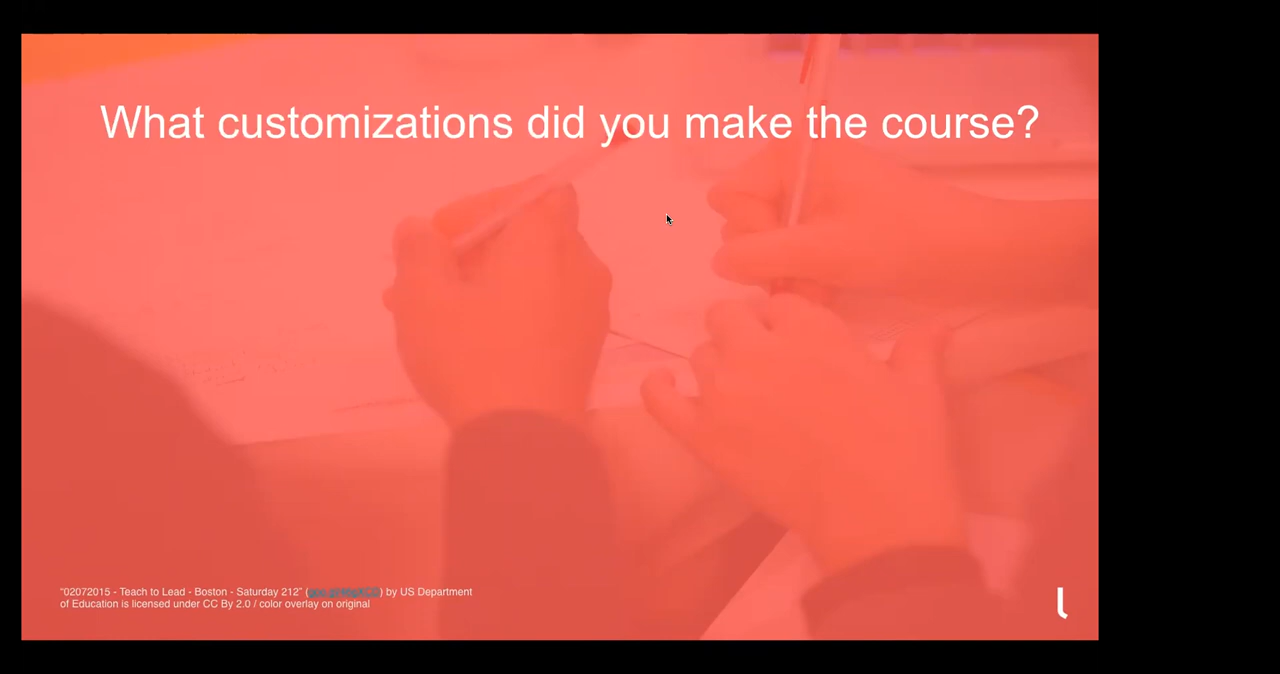 What customizations did you make the course?
"02072015 - Teach to Lead - Boston - Saturday 212" () by US Department
of Education is licensed under CC By 2.0 / color overlay on original